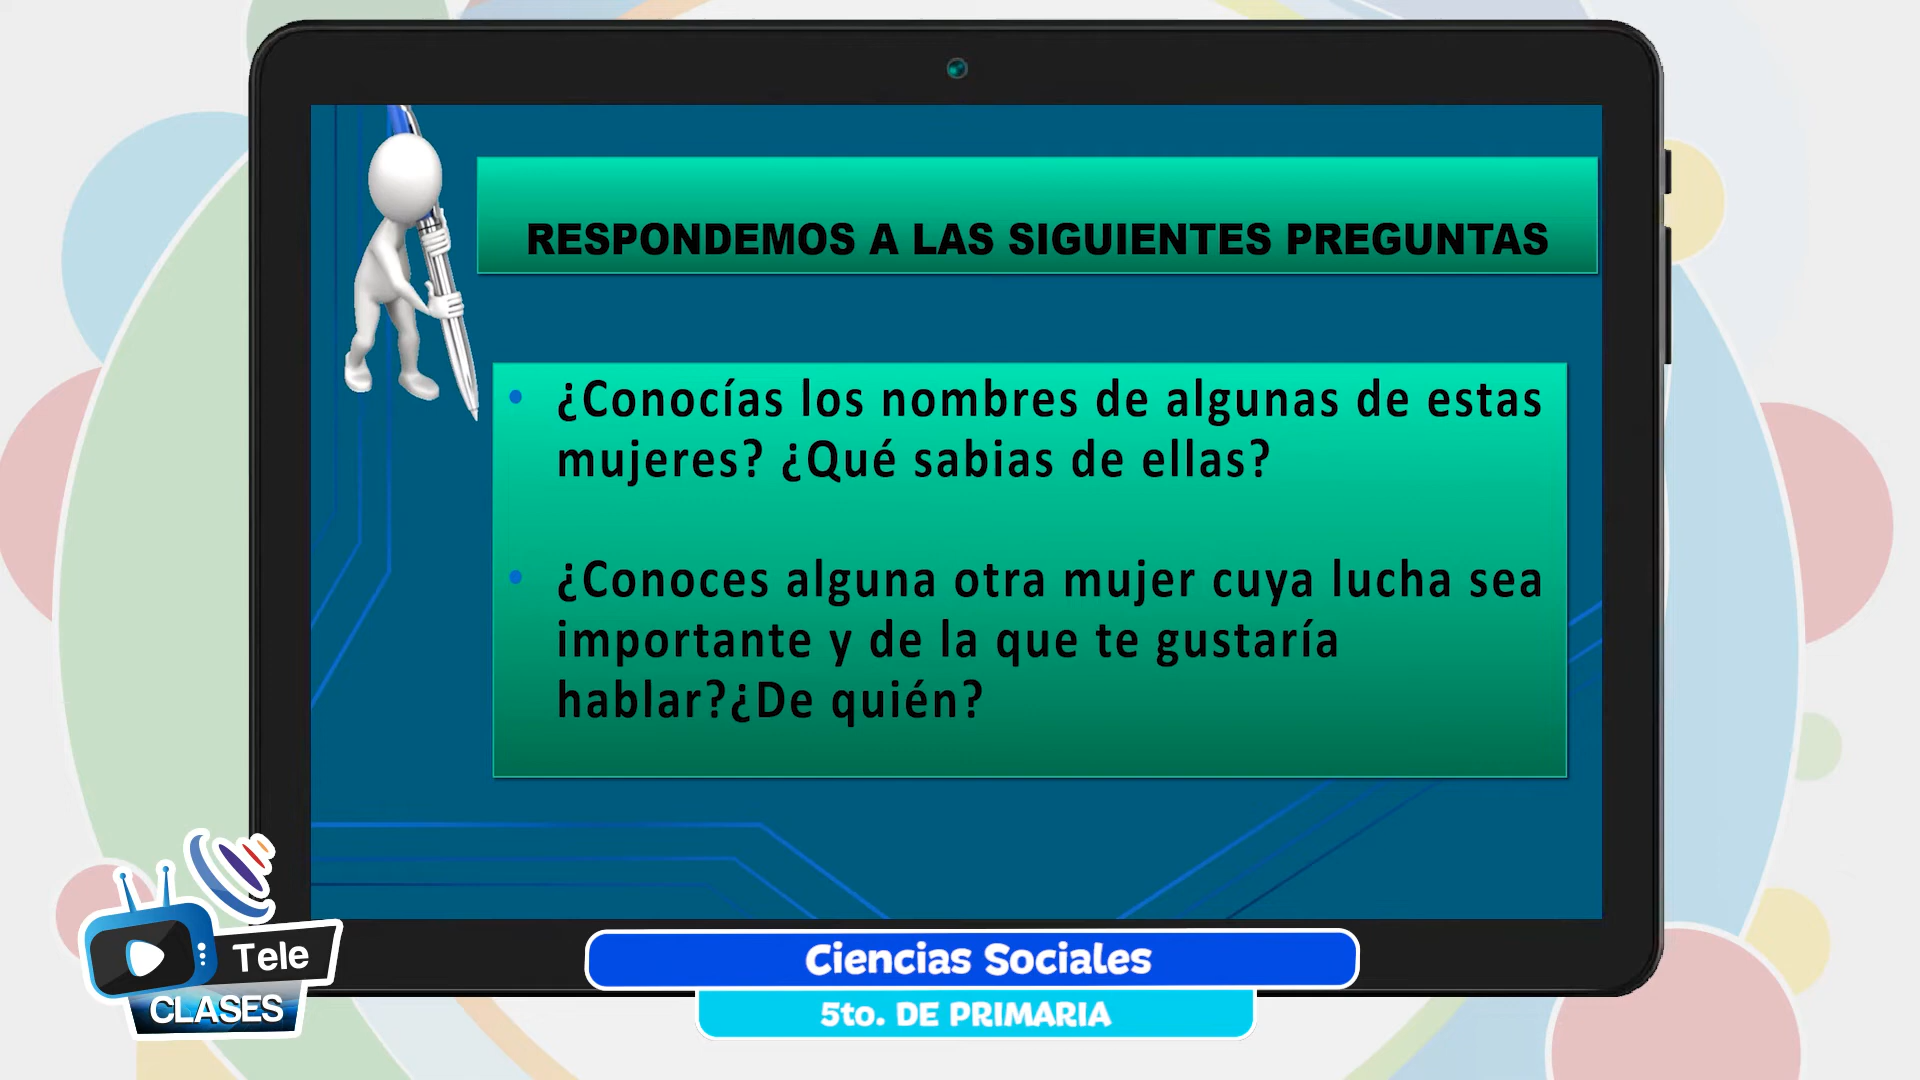 RESPONDEMOS A LAS SIGUIENTES PREGUNTAS
• ¿Conocías los nombres de algunas de estas
mujeres? ¿Qué sabias de ellas?
• ¿Conoces alguna otra mujer cuya lucha sea
importante y de la que te gustaría
hablar?¿De quién?
Tele
CLASES
Ciencias Sociales
5to. DE PRIMARIA